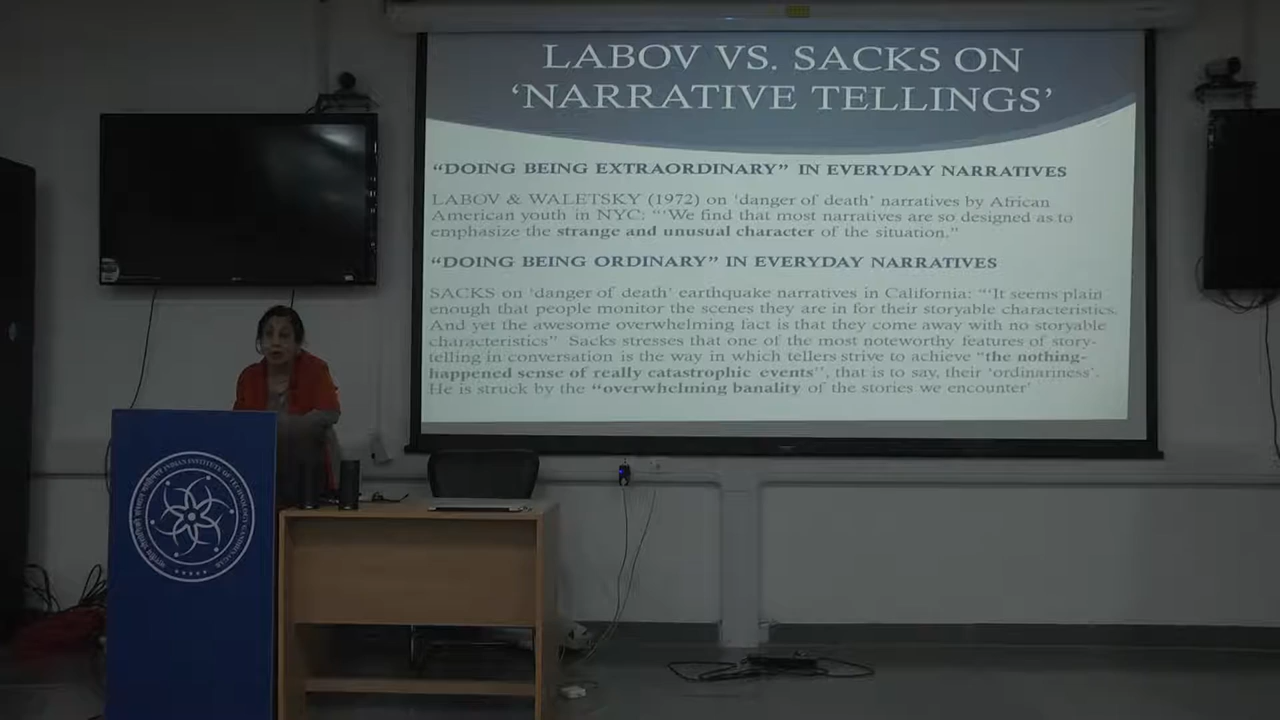 LABOV VS. SACKS ON
‘NARRATIVE TELLINGS’
“DOING BEING EXTRAORDINARY” IN EVERYDAY NARRATIVES
LABOV & WALETSKY (1972) on ‘danger of death’ narratives by African
American youth in NYC: “‘We find that most narratives are so designed as to
emphasize the strange and unusual character of the situation.”
“DOING BEING ORDINARY” IN EVERYDAY NARRATIVES
SACKS on ‘danger of death’ earthquake narratives in California: “‘It seems plain
enough that people monitor the scenes they are in for their storyable characteristics.
And yet the awesome overwhelming fact is that they come away with no storyable
characteristics” Sacks stresses that one of the most noteworthy features of story-
telling in conversation is the way in which tellers strive to achieve “the nothing-
happened sense of really catastrophic events”, that is to say, their ‘ordinariness’.
He is struck by the “overwhelming banality of the stories we encounter’
INDIAN INSTITUTE OF TECHNOLOGY GANDHINAGAR